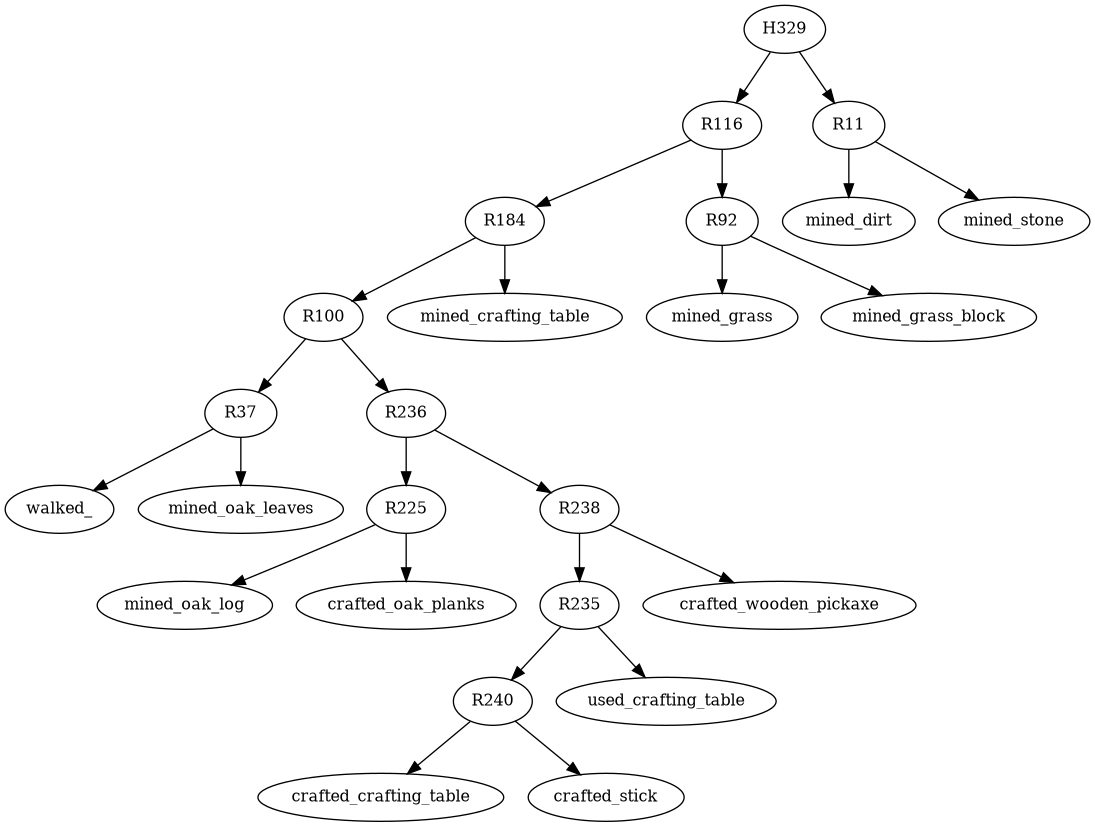 H329
R116
R11
R184
R92
mined_dirt
mined_stone
R100
mined_crafting_table
mined_grass
mined_grass_block
R37
R236
walked_
mined_oak_leaves
R225
R238
mined_oak_log
crafted_oak_planks
R235
crafted_wooden_pickaxe
R240
used_crafting_table
crafted_crafting_table
crafted_stick